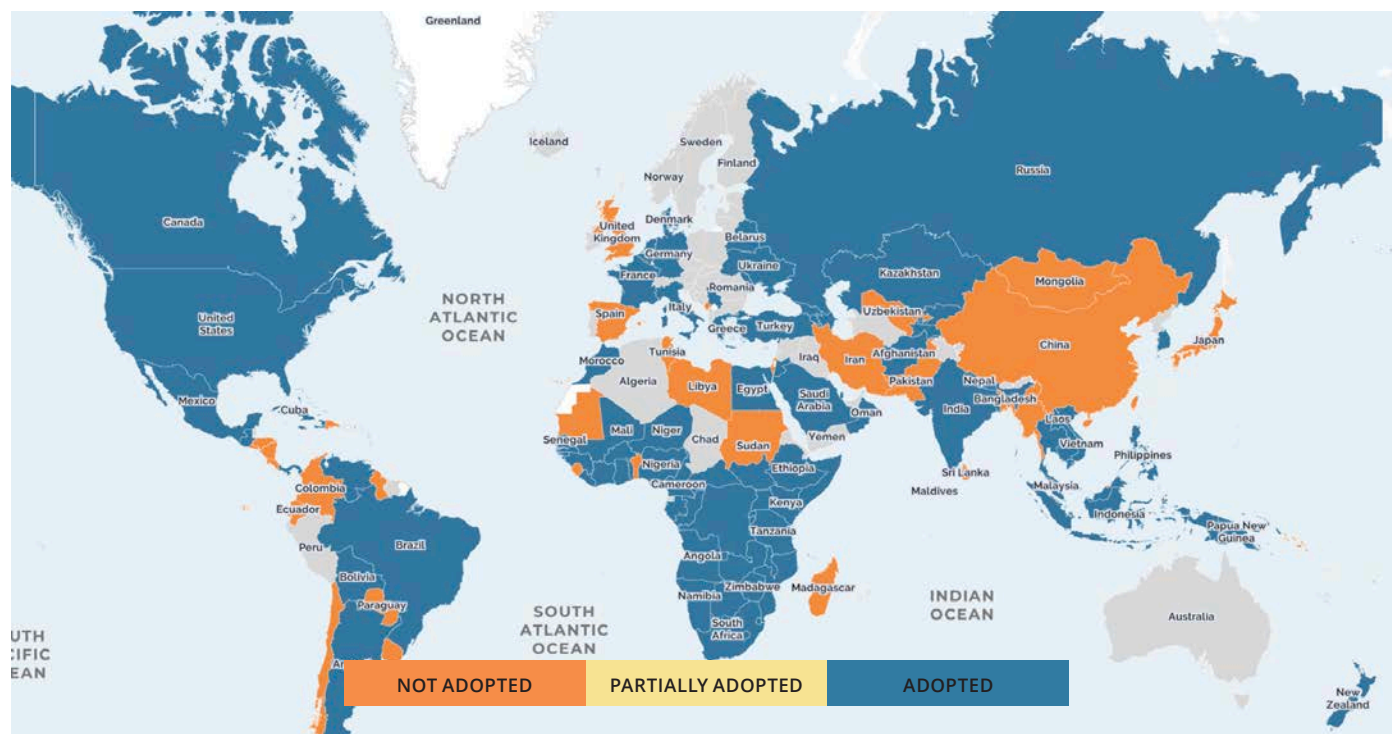 Greenland
Iceland
Sweden
Finland
Norway
Russia
Canada
United
Kingdom
Denmark
Belarus
Germany
Ukraine
France
Kazakhstan
Romania
Mongolia
NORTH
ATLANTIC
OCEAN
United
States
Spain
Italy
Greece
Turkey
Uzbekistan
China
Japan
Morocco
Tunisia
Iraq
Iran
Afghanistan
Algeria
Libya
Egypt
Pakistan
Nepal
Mexico
Cuba
Saudi
Arabia
Oman
India
Bangladesh
Laos
Senegal
Mali
Niger
Chad
Sudan
Yemen
Vietnam
Philippines
Nigeria
Ethiopia
Sri Lanka
Cameroon
Maldives
Malaysia
Colombia
Ecuador
Kenya
Indonesia
Papua New
Guinea
Tanzania
Peru
Brazil
Angola
Bolivia
Namibia
Zimbabwe
Madagascar
INDIAN
OCEAN
Paraguay
SOUTH
ATLANTIC
OCEAN
South
Africa
Australia
UTH
CIFIC
EAN
Ar
NOT ADOPTED
PARTIALLY ADOPTED
ADOPTED
New
Zealand